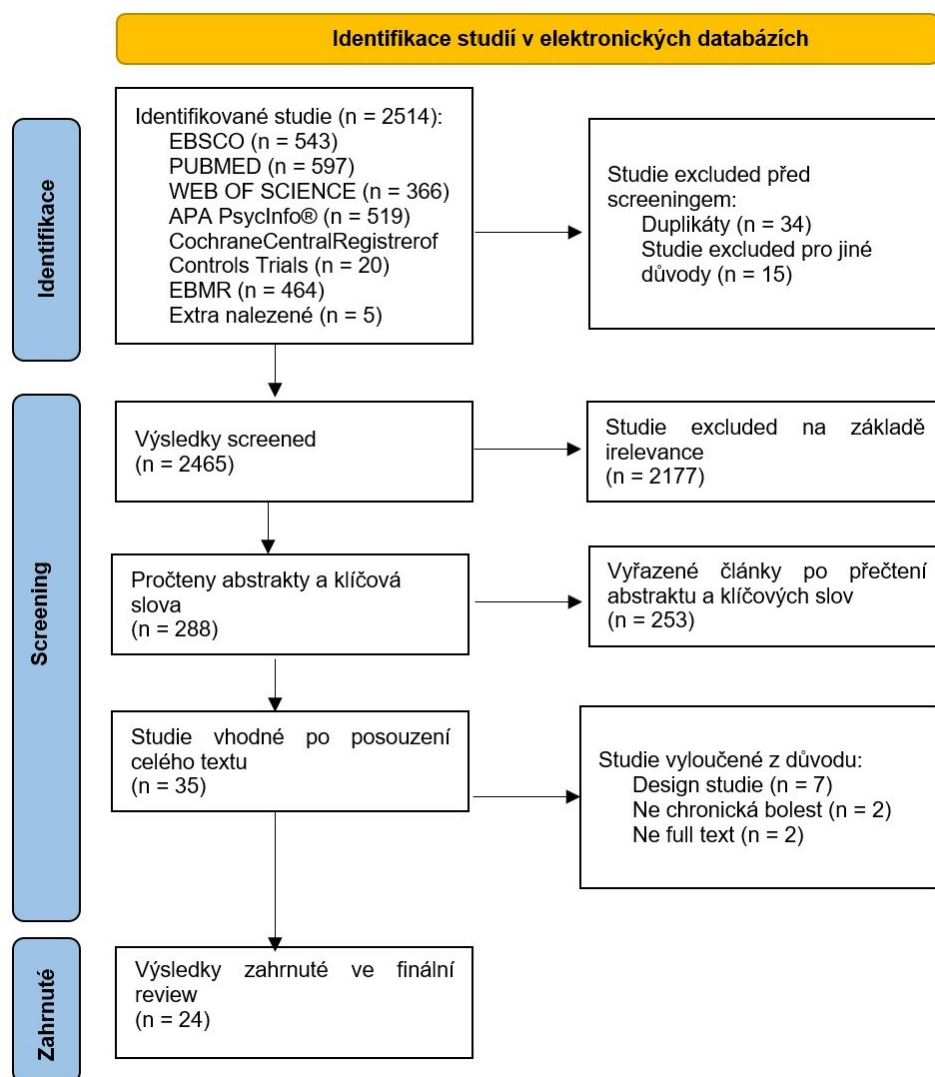 Identifikace studií v elektronických databázích
Identifikace
Identifikované studie (n = 2514):
EBSCO (n = 543)
PUBMED (n = 597)
WEB OF SCIENCE (n = 366)
APA PsycInfo® (n = 519)
CochraneCentralRegistrerof
Controls Trials (n = 20)
EBMR (n = 464)
Extra nalezené (n = 5)
Studie excluded před
screeningem:
Duplikáty (n = 34)
Studie excluded pro jiné
důvody (n = 15)
Screening
Výsledky screened
(n = 2465)
Studie excluded na základě
irelevance
(n = 2177)
Pročteny abstrakty a klíčová
slova
(n = 288)
Vyřazené články po přečtení
abstraktu a klíčových slov
(n = 253)
Studie vhodné po posouzení
celého textu
(n = 35)
Studie vyloučené z důvodu:
Design studie (n = 7)
Ne chronická bolest (n = 2)
Ne full text (n = 2)
Zahrnuté
Výsledky zahrnuté ve finální
review
(n = 24)